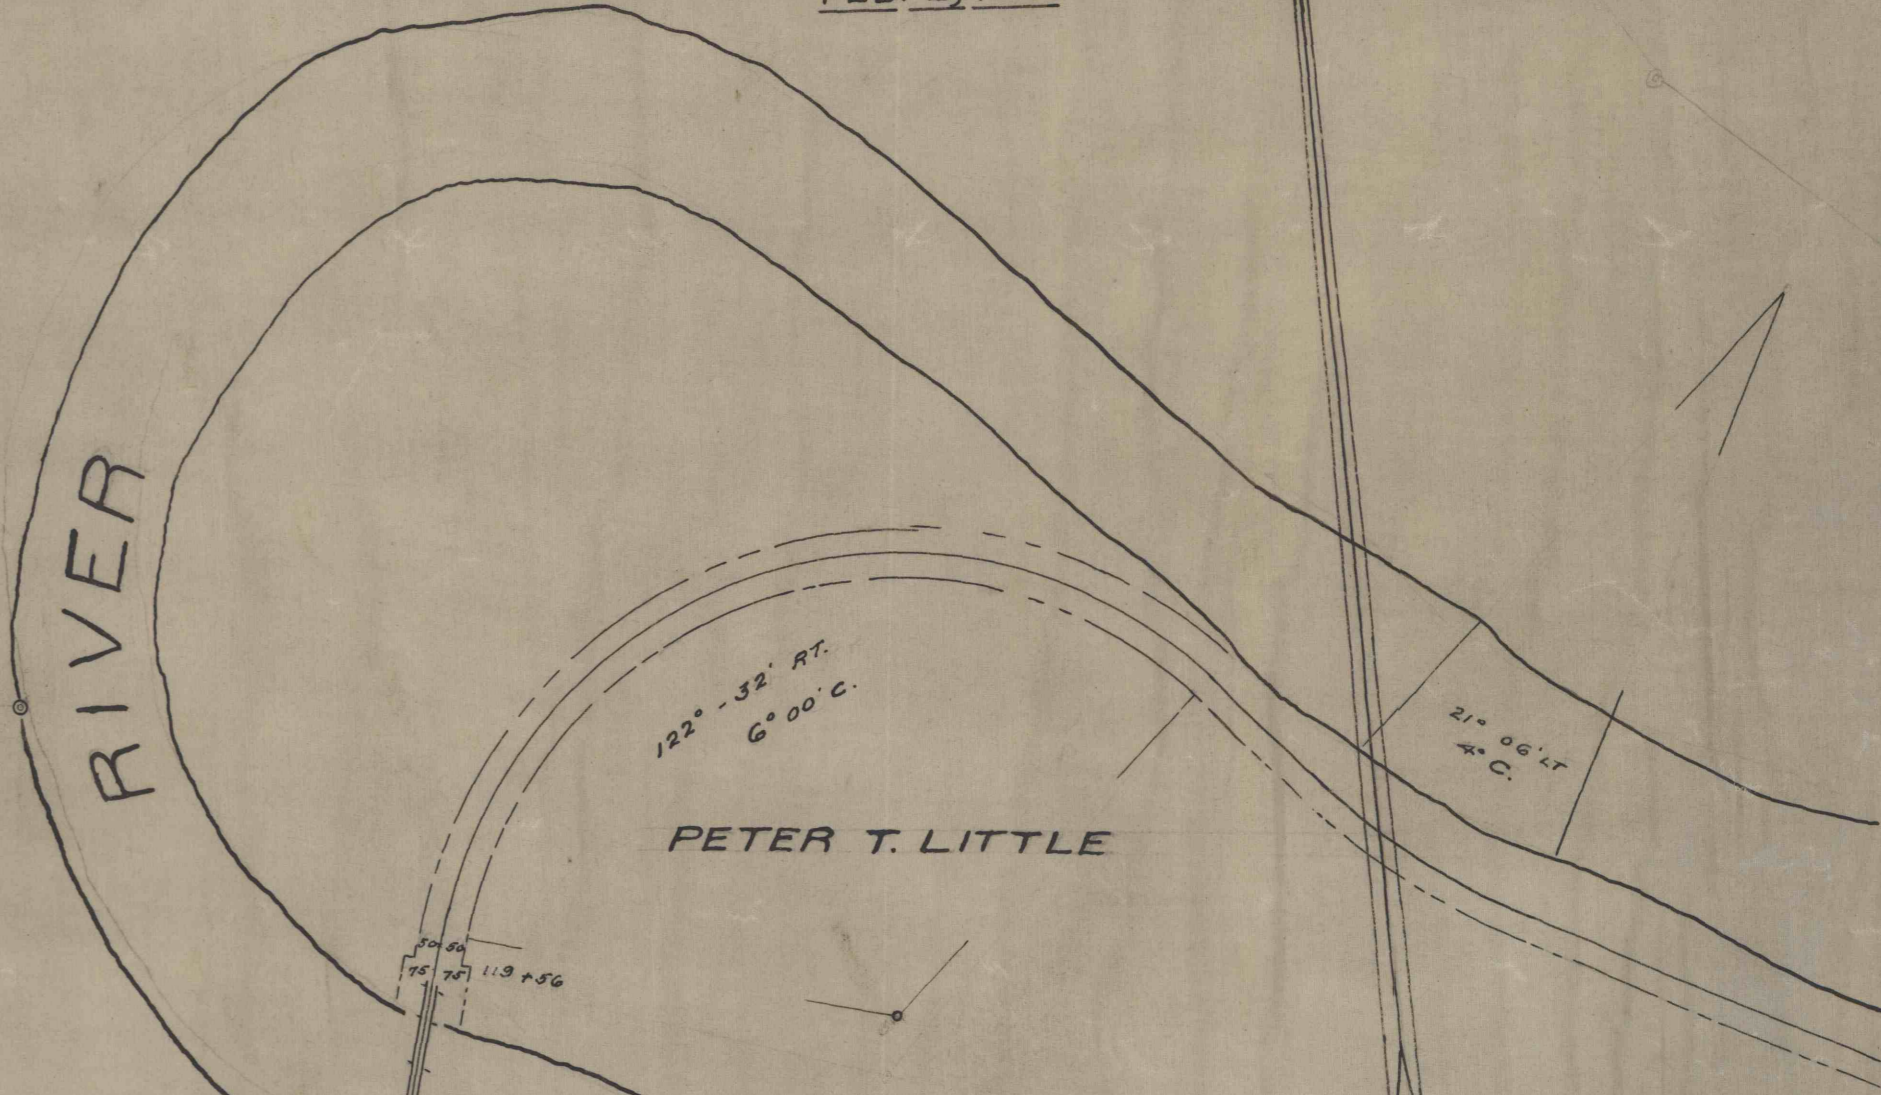 RIVER
122° - 32' RT.
6° 00' C.
21° 06' LT
4° C.
PETER T. LITTLE
50 50
75 75
119 + 56